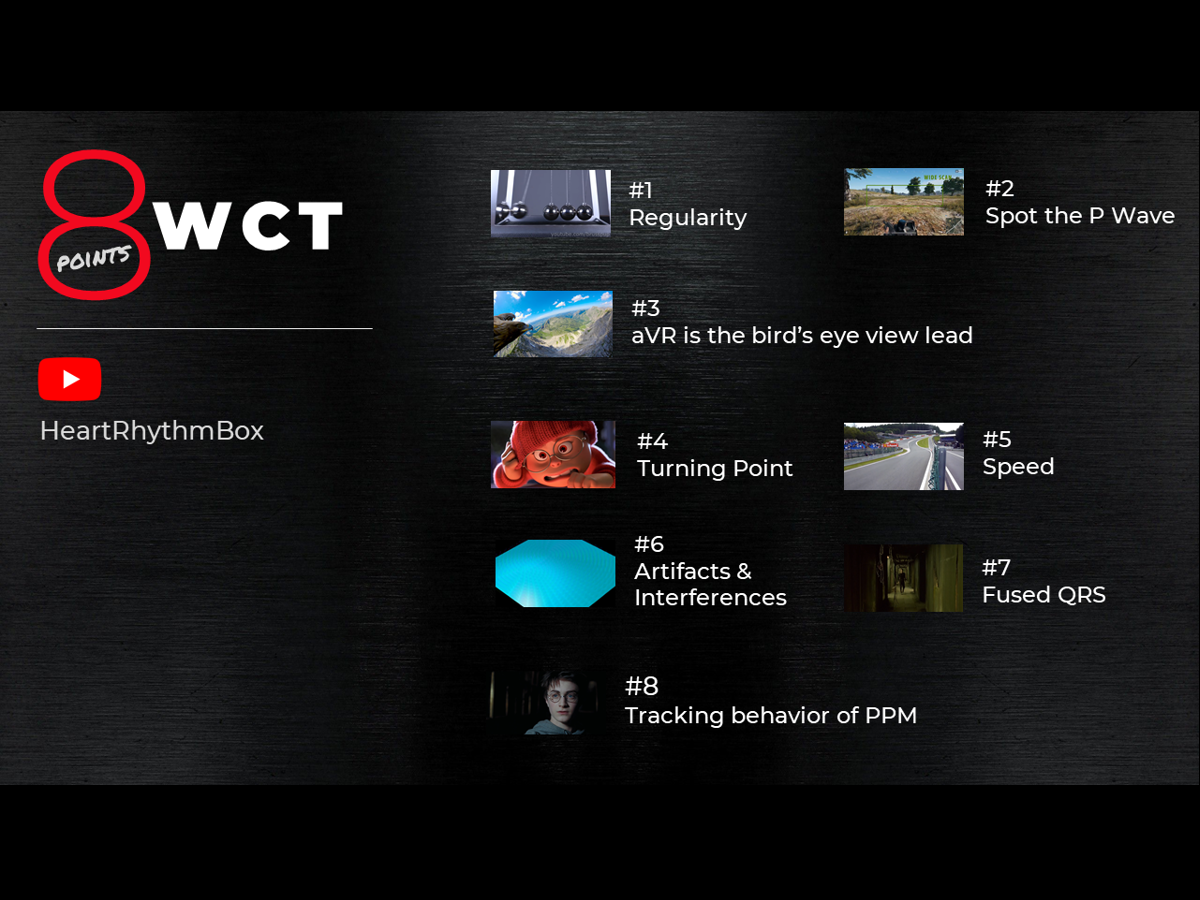 8 WCT
POINTS
HeartRhythmBox
#1
Regularity
#2
Spot the P Wave
#3
aVR is the bird’s eye view lead
#4
Turning Point
#5
Speed
#6
Artifacts &
Interferences
#7
Fused QRS
#8
Tracking behavior of PPM